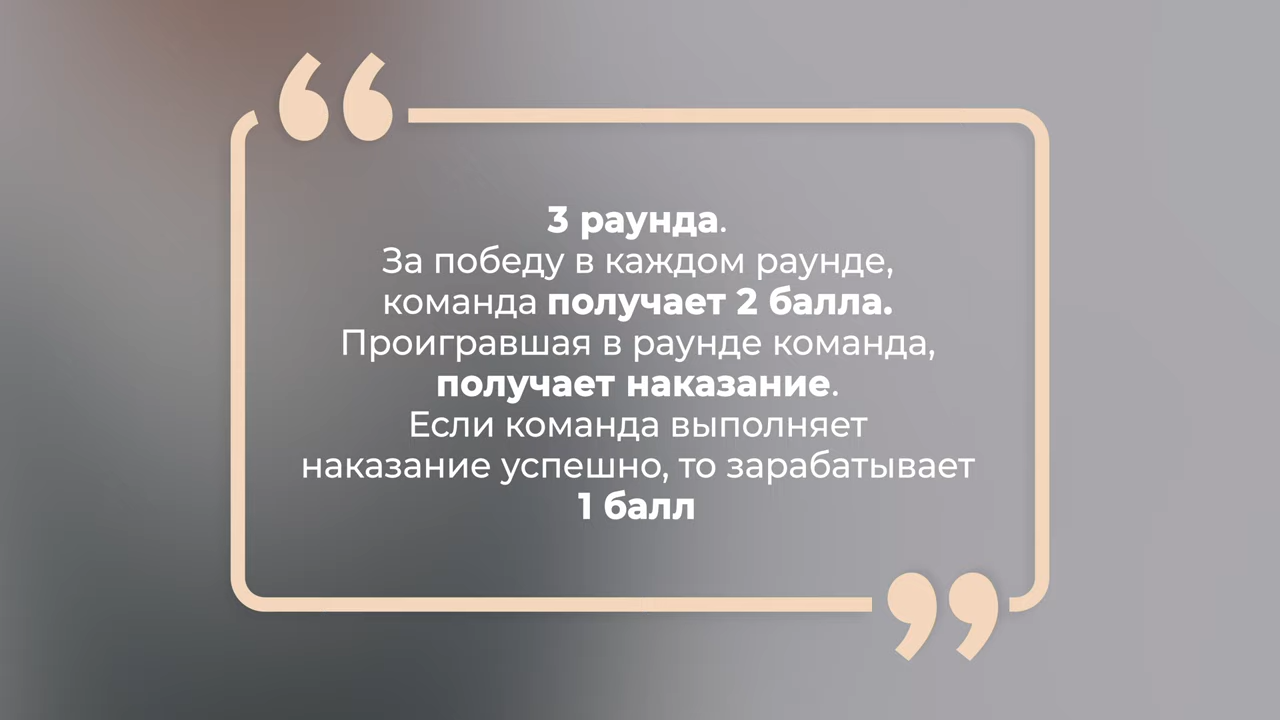 3 раунда.
За победу в каждом раунде,
команда получает 2 балла.
Проигравшая в раунде команда,
получает наказание.
Если команда выполняет
наказание успешно, то зарабатывает
1 балл